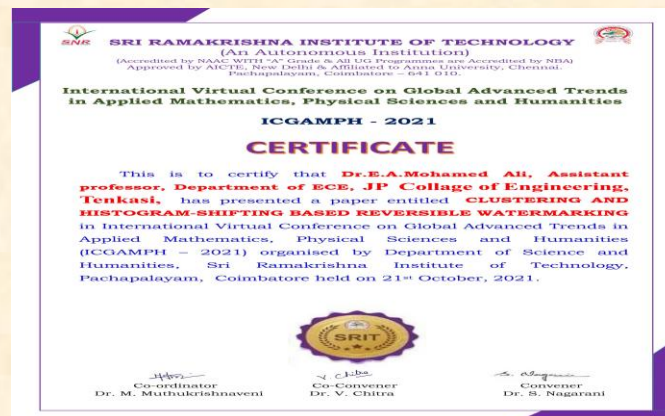 SNR
SRI RAMAKRISHNA INSTITUTE OF TECHNOLOGY
(An Autonomous Institution)
(Accredited by NAAC WITH "A" Grade & All UG Programmes are Accredited by NBA)
Approved by AICTE, New Delhi & Affiliated to Anna University, Chennai.
Pachapalayam, Coimbatore – 641 010.
International Virtual Conference on Global Advanced Trends
in Applied Mathematics, Physical Sciences and Humanities
ICGAMPH - 2021
CERTIFICATE
This is to certify that Dr.E.A.Mohamed Ali, Assistant
professor, Department of ECE, JP Collage of Engineering,
Tenkasi, has presented a paper entitled CLUSTERING AND
HISTOGRAM-SHIFTING BASED REVERSIBLE WATERMARKING
in International Virtual Conference on Global Advanced Trends in
Applied Mathematics, Physical Sciences and Humanities
(ICGAMPH – 2021) organised by Department of Science and
Humanities, Sri Ramakrishna Institute of Technology,
Pachapalayam, Coimbatore held on 21st October, 2021.
SRIT
V. Chitra
S. Nagarani
Co-ordinator
Dr. M. Muthukrishnaveni
Co-Convener
Dr. V. Chitra
Convener
Dr. S. Nagarani